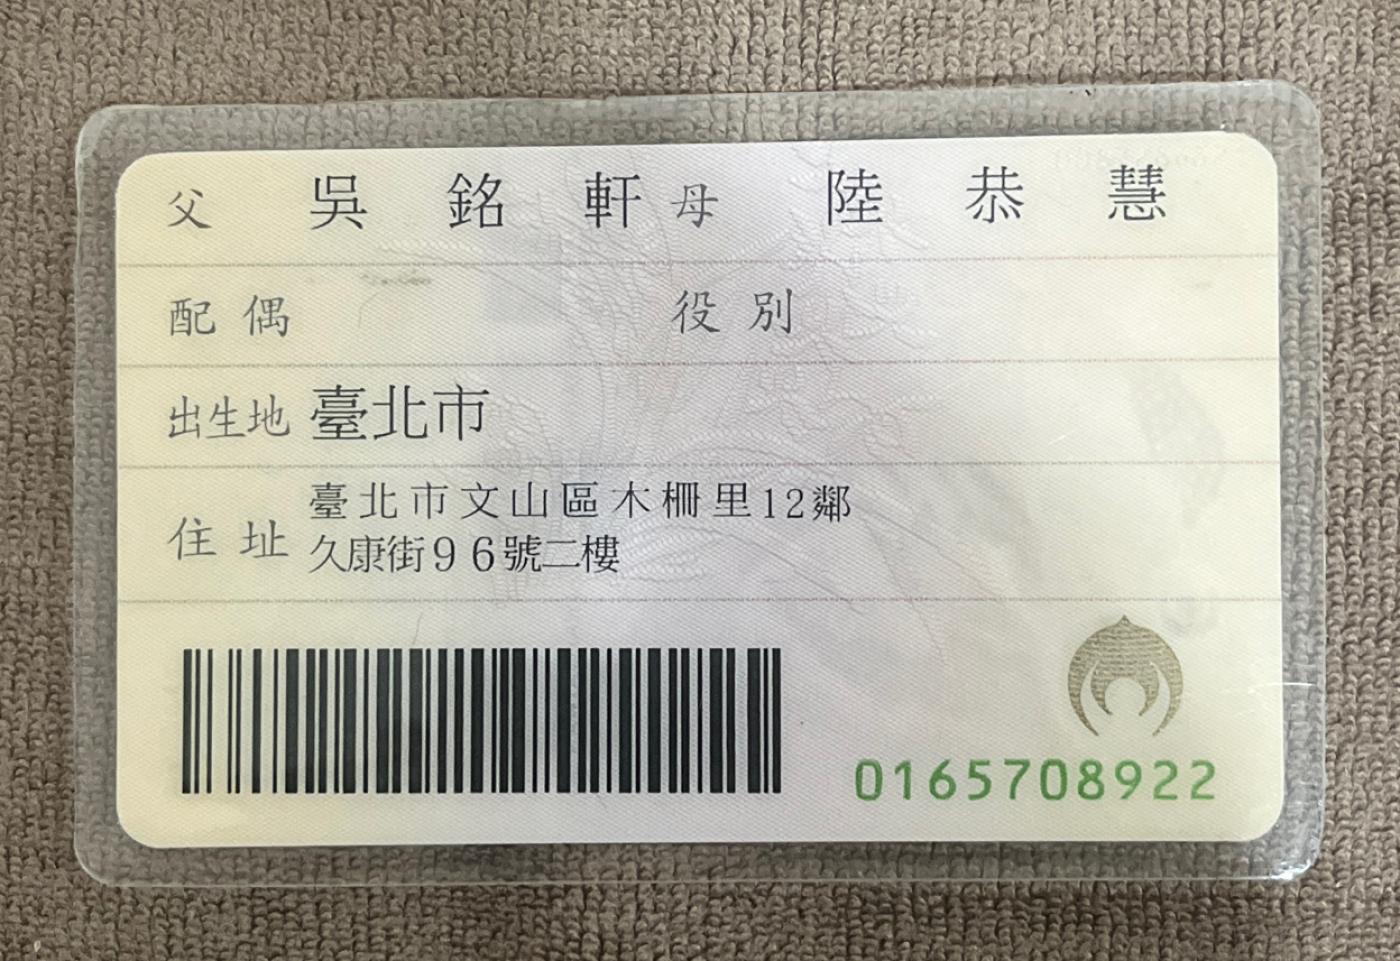 父 吳銘軒 母 陸恭慧
配偶 役別
出生地 臺北市
住址 臺北市文山區木柵里12鄰
久康街96號二樓
0165708922